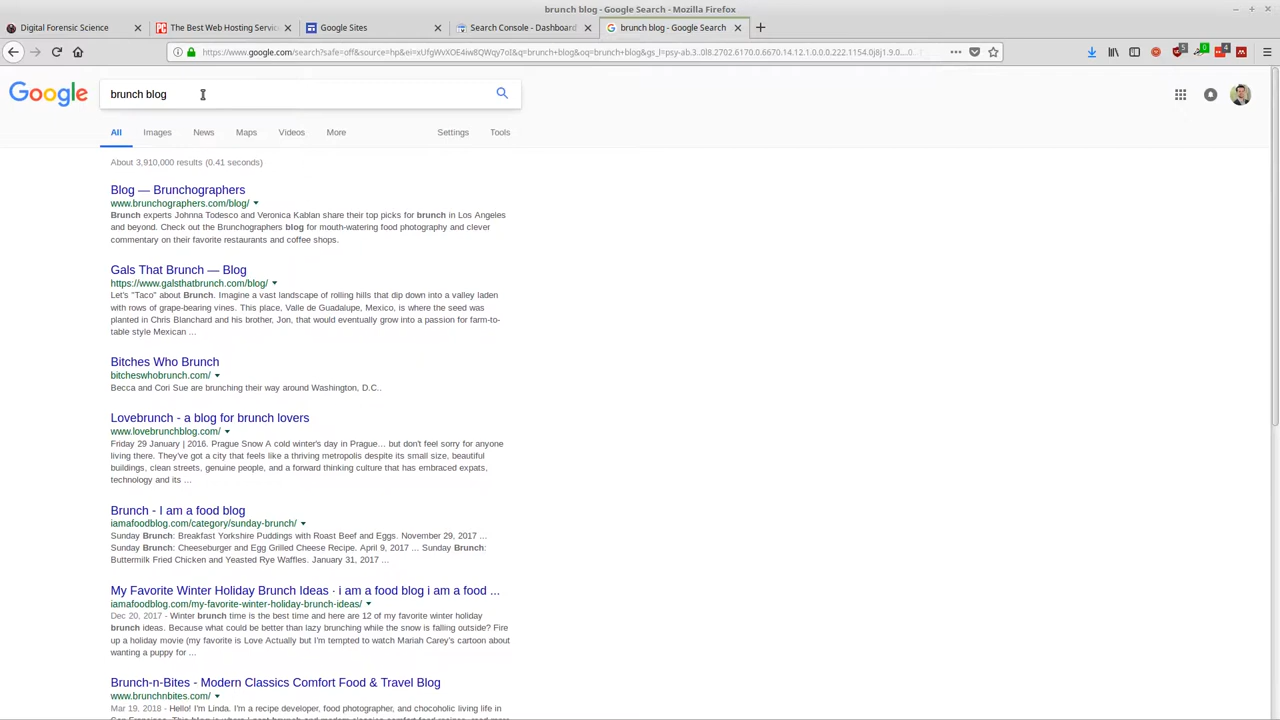 brunch blog - Google Search - Mozilla Firefox
digital Forensic Science
The Best Web Hosting Servic
Google Sites
Search Console - Dashboard
brunch blog - Google Search
5 0 4
Google
brunch blog
All Images News Maps Videos More Settings Tools
About 3,910,000 results (0.41 seconds)
Blog — Brunchographers
www.brunchographers.com/blog/
Brunch experts Johnna Todesco and Veronica Kablan share their top picks for brunch in Los Angeles
and beyond. Check out the Brunchographers blog for mouth-watering food photography and clever
commentary on their favorite restaurants and coffee shops.
Gals That Brunch — Blog
https://www.galsthatbrunch.com/blog/
Let's "Taco" about Brunch. Imagine a vast landscape of rolling hills that dip down into a valley laden
with rows of grape-bearing vines. This place, Valle de Guadalupe, Mexico, is where the seed was
planted in Chris Blanchard and his brother, Jon, that would eventually grow into a passion for farm-to-
table style Mexican ...
Bitches Who Brunch
bitcheswhobrunch.com/
Becca and Cori Sue are brunching their way around Washington, D.C..
Lovebrunch - a blog for brunch lovers
www.lovebrunchblog.com/
Friday 29 January | 2016. Prague Snow A cold winter's day in Prague... but don't feel sorry for anyone
living there. They've got a city that feels like a thriving metropolis despite its small size, beautiful
buildings, clean streets, genuine people, and a forward thinking culture that has embraced expats,
technology and its ...
Brunch - I am a food blog
iamafoodblog.com/category/sunday-brunch/
Sunday Brunch: Breakfast Yorkshire Puddings with Roast Beef and Eggs. November 29, 2017 ...
Sunday Brunch: Cheeseburger and Egg Grilled Cheese Recipe. April 9, 2017 ... Sunday Brunch:
Buttermilk Fried Chicken and Yeasted Rye Waffles. January 31, 2017 ...
My Favorite Winter Holiday Brunch Ideas · i am a food blog i am a food ...
iamafoodblog.com/my-favorite-winter-holiday-brunch-ideas/
Dec 20, 2017 - Winter brunch time is the best time and here are 12 of my favorite winter holiday
brunch ideas. Because what could be better than lazy brunching while the snow is falling outside? Fire
up a holiday movie (my favorite is Love Actually but I'm tempted to watch Mariah Carey's cartoon about
wanting a puppy for ...
Brunch-n-Bites - Modern Classics Comfort Food & Travel Blog
www.brunchnbites.com/
Mar 19, 2018 - Hello! I'm Linda. I'm a recipe developer, food photographer, and chocoholic living life in